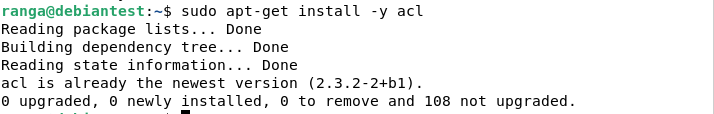 ranga@debiantest:~$ sudo apt-get install -y acl
Reading package lists... Done
Building dependency tree... Done
Reading state information... Done
acl is already the newest version (2.3.2-2+b1).
0 upgraded, 0 newly installed, 0 to remove and 108 not upgraded.